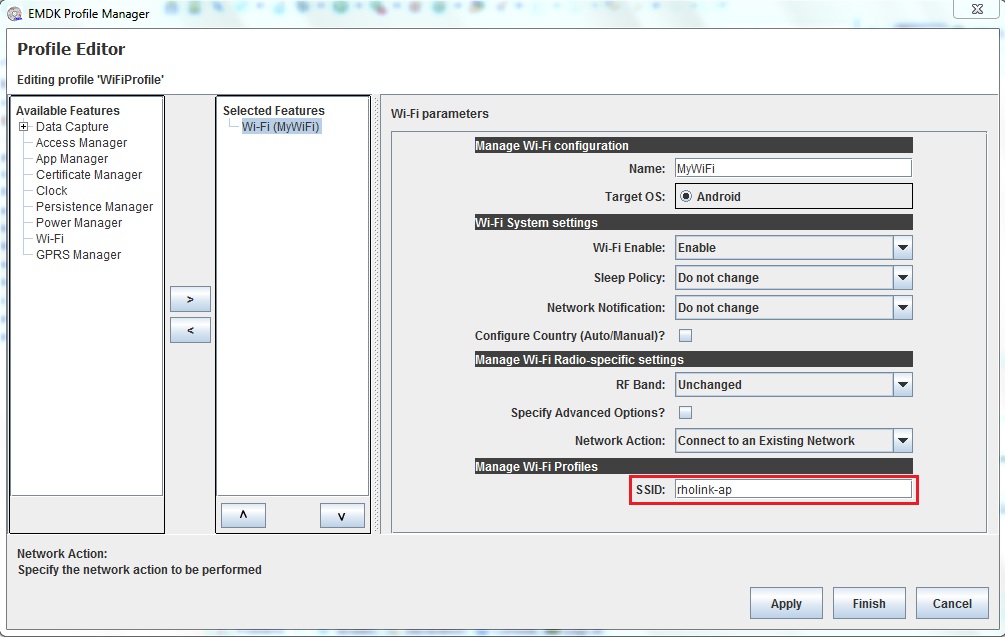 EMDK Profile Manager
Profile Editor
Editing profile 'WiFiProfile'
Available Features
Data Capture
Access Manager
App Manager
Certificate Manager
Clock
Persistence Manager
Power Manager
Wi-Fi
GPRS Manager
>
<
Selected Features
Wi-Fi (MyWiFi)
^
v
Wi-Fi parameters
Manage Wi-Fi configuration
Name: MyWiFi
Target OS: Android
Wi-Fi System settings
Wi-Fi Enable: Enable
Sleep Policy: Do not change
Network Notification: Do not change
Configure Country (Auto/Manual)?
Manage Wi-Fi Radio-specific settings
RF Band: Unchanged
Specify Advanced Options?
Network Action: Connect to an Existing Network
Manage Wi-Fi Profiles
SSID: rholink-ap
Network Action:
Specify the network action to be performed
Apply Finish Cancel